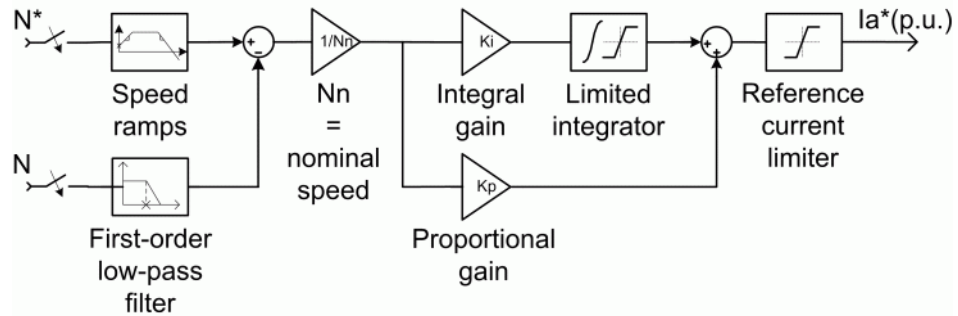 N*
Ia*(p.u.)
+
-
1/Nn
Ki
+
+
Speed
ramps
Nn
=
nominal
speed
Integral
gain
Limited
integrator
Reference
current
limiter
N
Kp
First-order
low-pass
filter
Proportional
gain